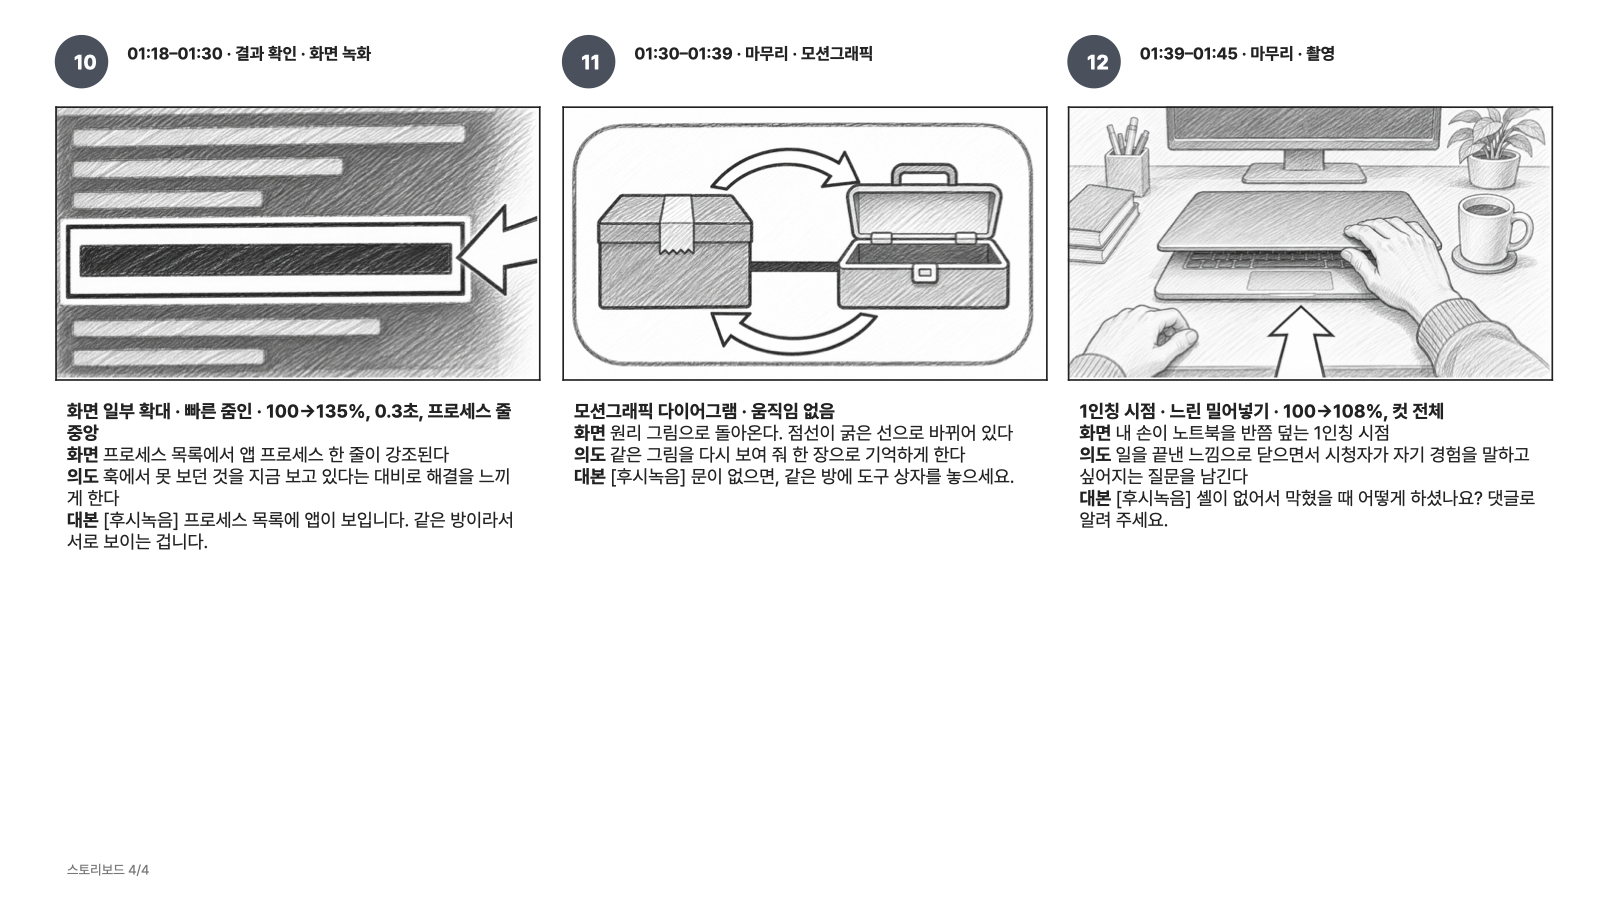 10
01:18–01:30 · 결과 확인 · 화면 녹화
화면 일부 확대 · 빠른 줌인 · 100→135%, 0.3초, 프로세스 줄
중앙
화면 프로세스 목록에서 앱 프로세스 한 줄이 강조된다
의도 훅에서 못 보던 것을 지금 보고 있다는 대비로 해결을 느끼
게 한다
대본 [후시녹음] 프로세스 목록에 앱이 보입니다. 같은 방이라서
서로 보이는 겁니다.
11
01:30–01:39 · 마무리 · 모션그래픽
모션그래픽 다이어그램 · 움직임 없음
화면 원리 그림으로 돌아온다. 점선이 굵은 선으로 바뀌어 있다
의도 같은 그림을 다시 보여 줘 한 장으로 기억하게 한다
대본 [후시녹음] 문이 없으면, 같은 방에 도구 상자를 놓으세요.
12
01:39–01:45 · 마무리 · 촬영
1인칭 시점 · 느린 밀어넣기 · 100→108%, 컷 전체
화면 내 손이 노트북을 반쯤 덮는 1인칭 시점
의도 일을 끝낸 느낌으로 닫으면서 시청자가 자기 경험을 말하고
싶어지는 질문을 남긴다
대본 [후시녹음] 셸이 없어서 막혔을 때 어떻게 하셨나요? 댓글로
알려 주세요.
스토리보드 4/4